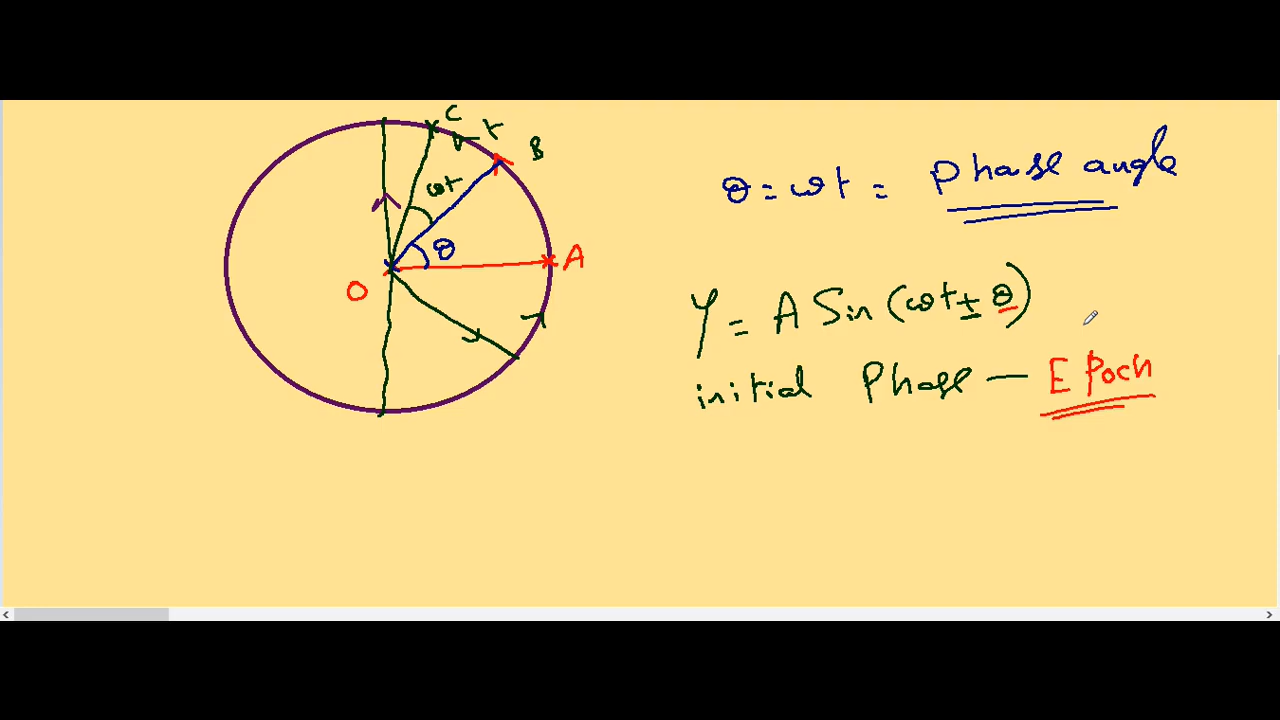 C
t
B
ωt
θ
A
O
θ = ωt = Phase angle
Y = A Sin (ωt ± θ)
initial Phase — EPoch